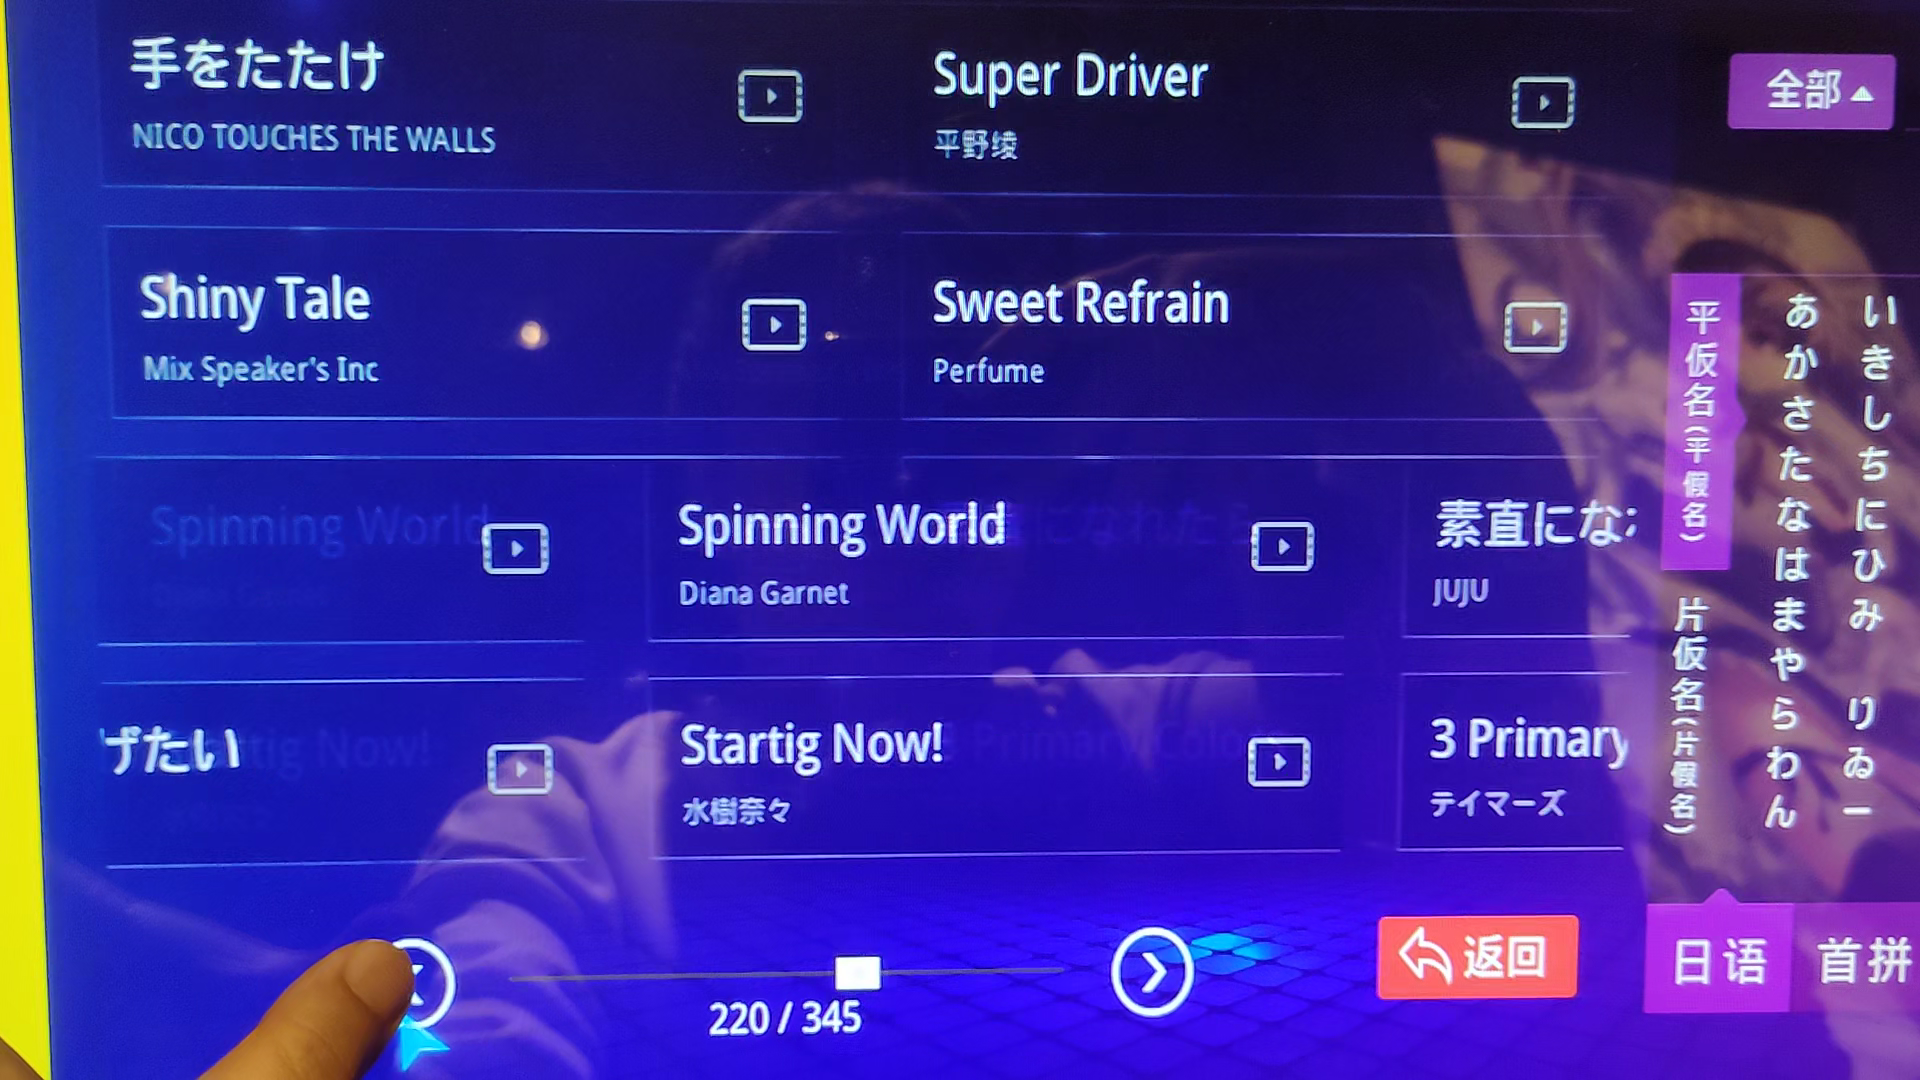 手をたたけ
NICO TOUCHES THE WALLS
Super Driver
平野绫
全部
Shiny Tale
Mix Speaker's Inc
Sweet Refrain
Perfume
Spinning World
Spinning World
Diana Garnet
素直にな
JUJU
げたい
Startig Now!
水樹奈々
3 Primary
テイマーズ
平仮名(平假名)
片仮名(片假名)
あかさたなはまやらわん
いきしちにひみ りゐー
220 / 345
返回
日语
首拼